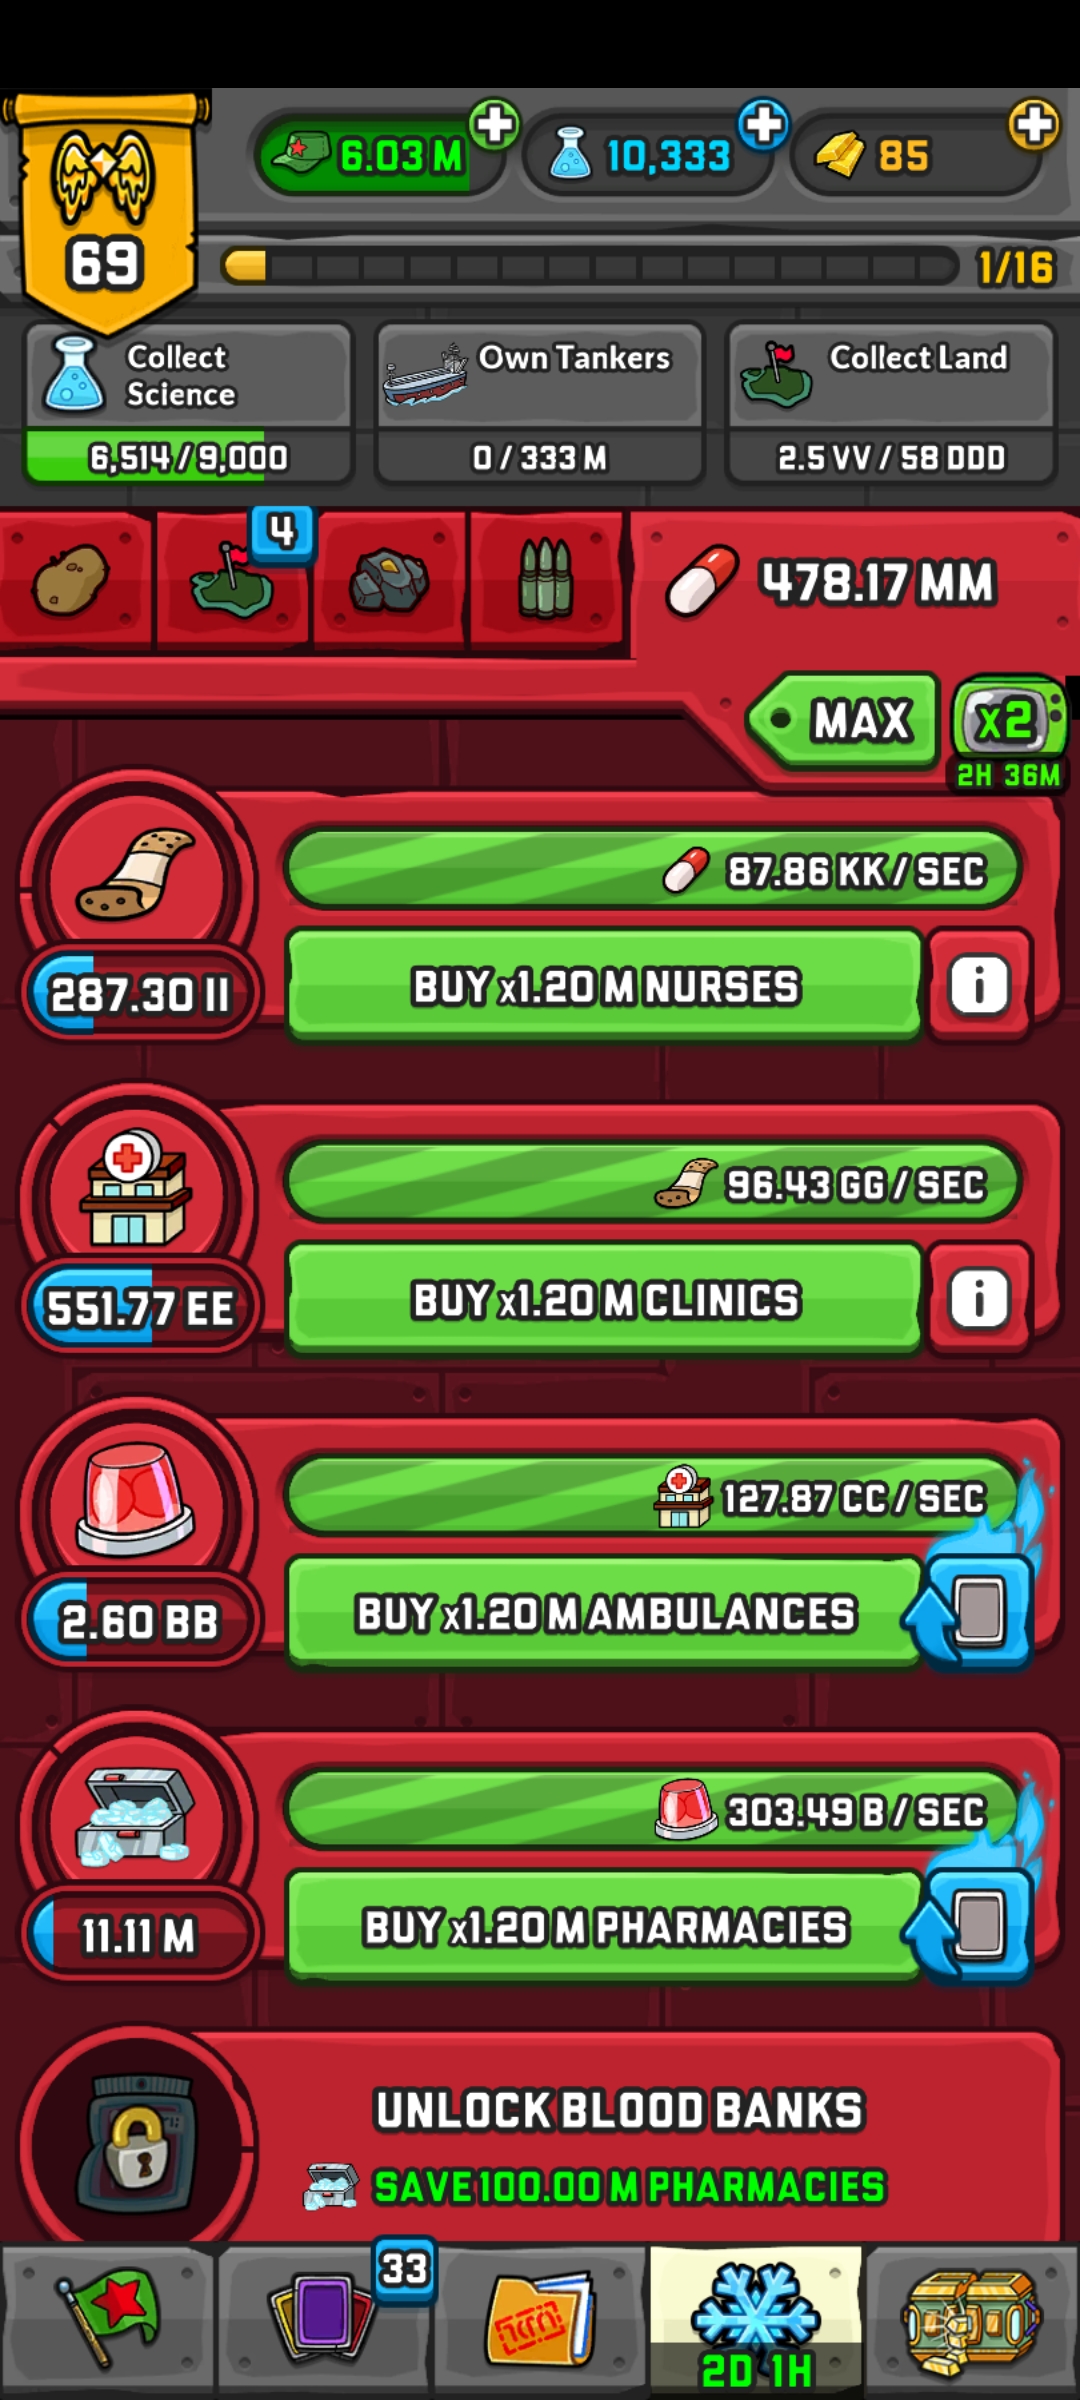 6.03 M
10,333
85
69
1/16
Collect
Science
6,514 / 9,000
Own Tankers
0 / 333 M
Collect Land
2.5 VV / 58 DDD
4
478.17 MM
MAX
x2
2H 36M
87.86 KK / SEC
287.30 II
BUY x1.20 M NURSES
i
96.43 GG / SEC
551.77 EE
BUY x1.20 M CLINICS
i
127.87 CC / SEC
2.60 BB
BUY x1.20 M AMBULANCES
303.49 B / SEC
11.11 M
BUY x1.20 M PHARMACIES
UNLOCK BLOOD BANKS
SAVE 100.00 M PHARMACIES
33
2D 1H